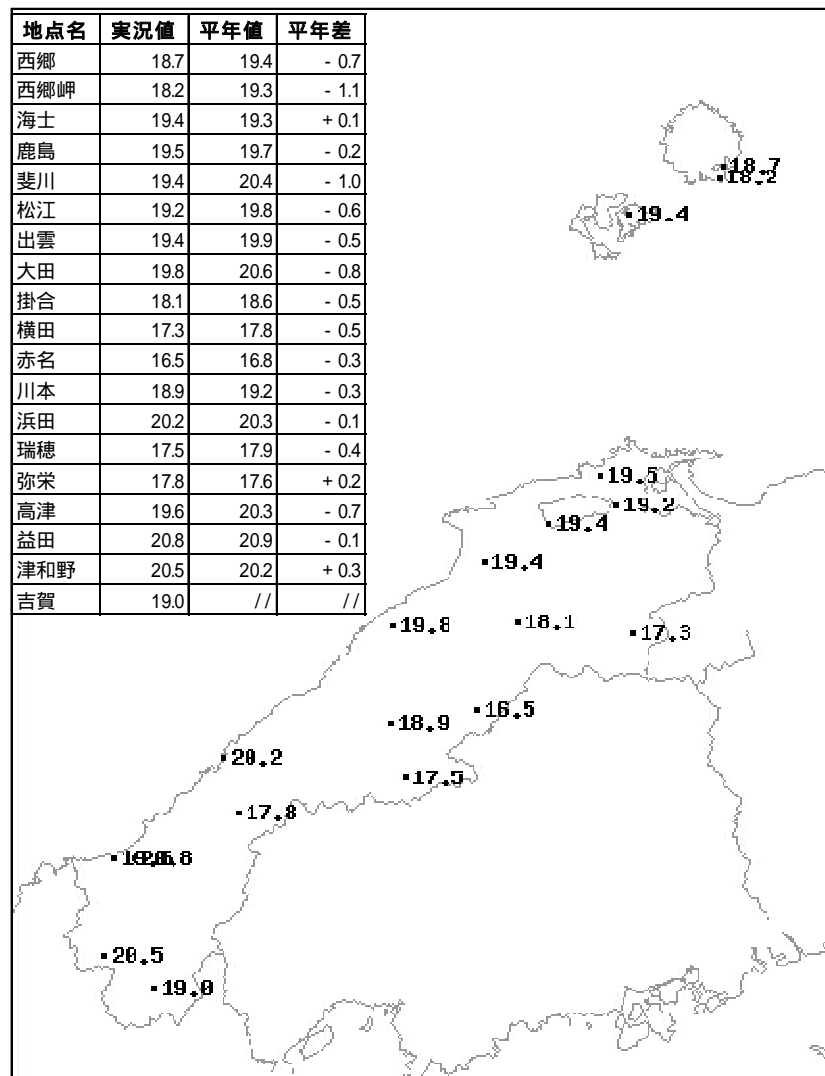 地点名 実況値 平年値 平年差
西郷 18.7 19.4 - 0.7
西郷岬 18.2 19.3 - 1.1
海士 19.4 19.3 + 0.1
鹿島 19.5 19.7 - 0.2
斐川 19.4 20.4 - 1.0
松江 19.2 19.8 - 0.6
出雲 19.4 19.9 - 0.5
大田 19.8 20.6 - 0.8
掛合 18.1 18.6 - 0.5
横田 17.3 17.8 - 0.5
赤名 16.5 16.8 - 0.3
川本 18.9 19.2 - 0.3
浜田 20.2 20.3 - 0.1
瑞穂 17.5 17.9 - 0.4
弥栄 17.8 17.6 + 0.2
高津 19.6 20.3 - 0.7
益田 20.8 20.9 - 0.1
津和野 20.5 20.2 + 0.3
吉賀 19.0 // //
18.7
18.2
19.4
19.5
19.2
19.4
19.4
19.8
18.1
17.3
16.5
18.9
20.2
17.5
17.8
20.5
19.0